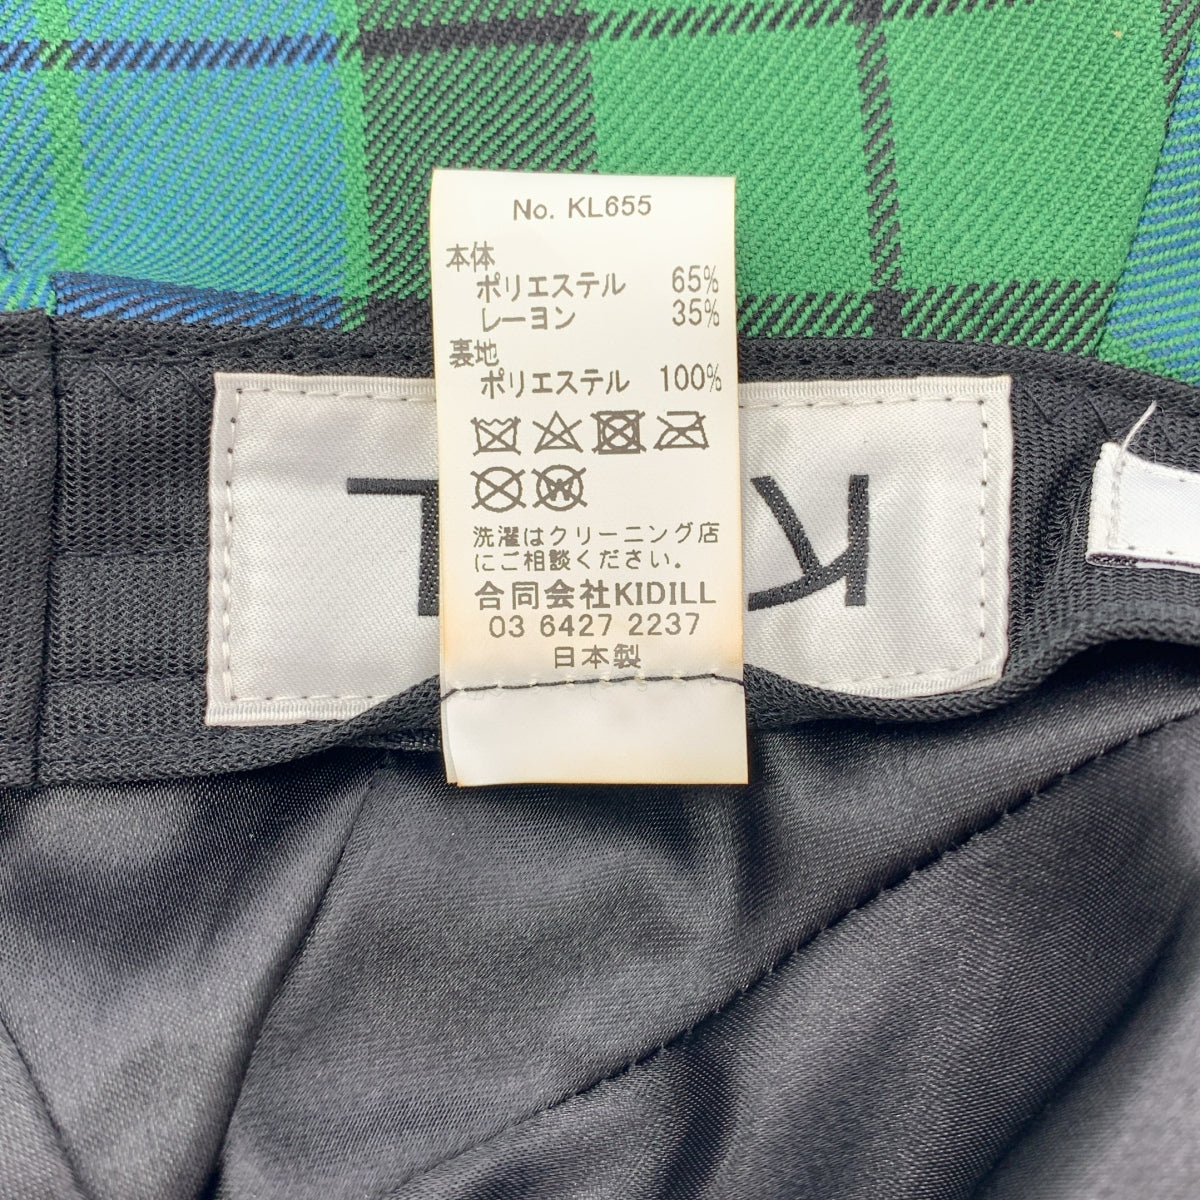 No. KL655
本体
ポリエステル 65%
レーヨン 35%
裏地
ポリエステル 100%
W
洗濯はクリーニング店
にご相談ください。
合同会社KIDILL
03 6427 2237
日本製